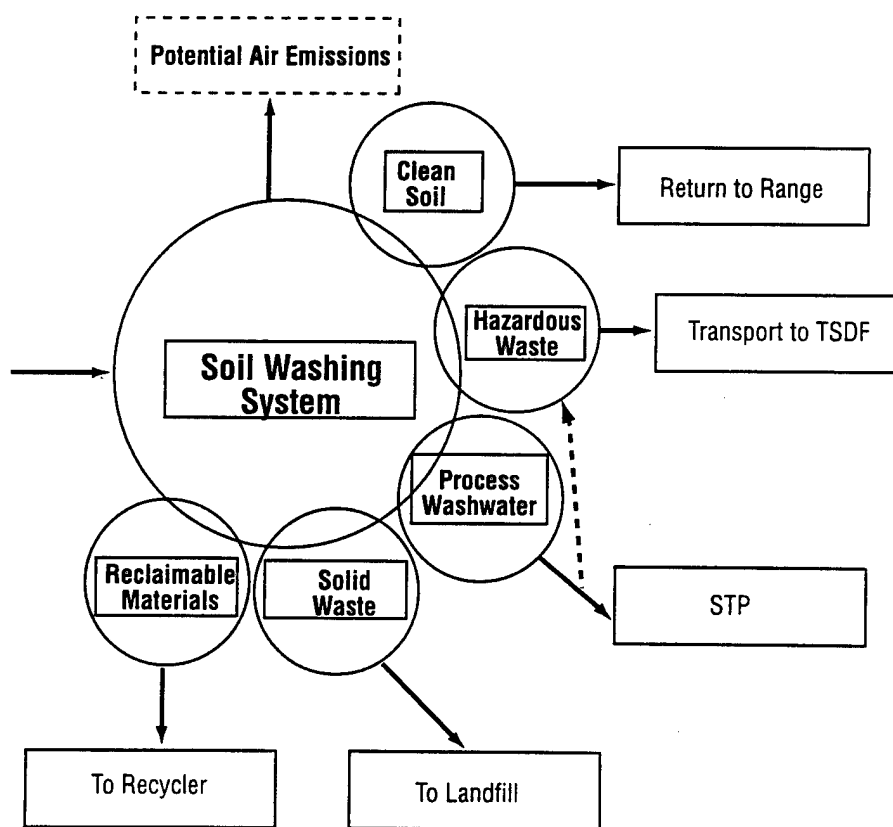 Potential Air Emissions
Clean
Soil
Return to Range
Hazardous
Waste
Transport to TSDF
Soil Washing
System
Process
Washwater
STP
Reclaimable
Materials
Solid
Waste
To Recycler
To Landfill